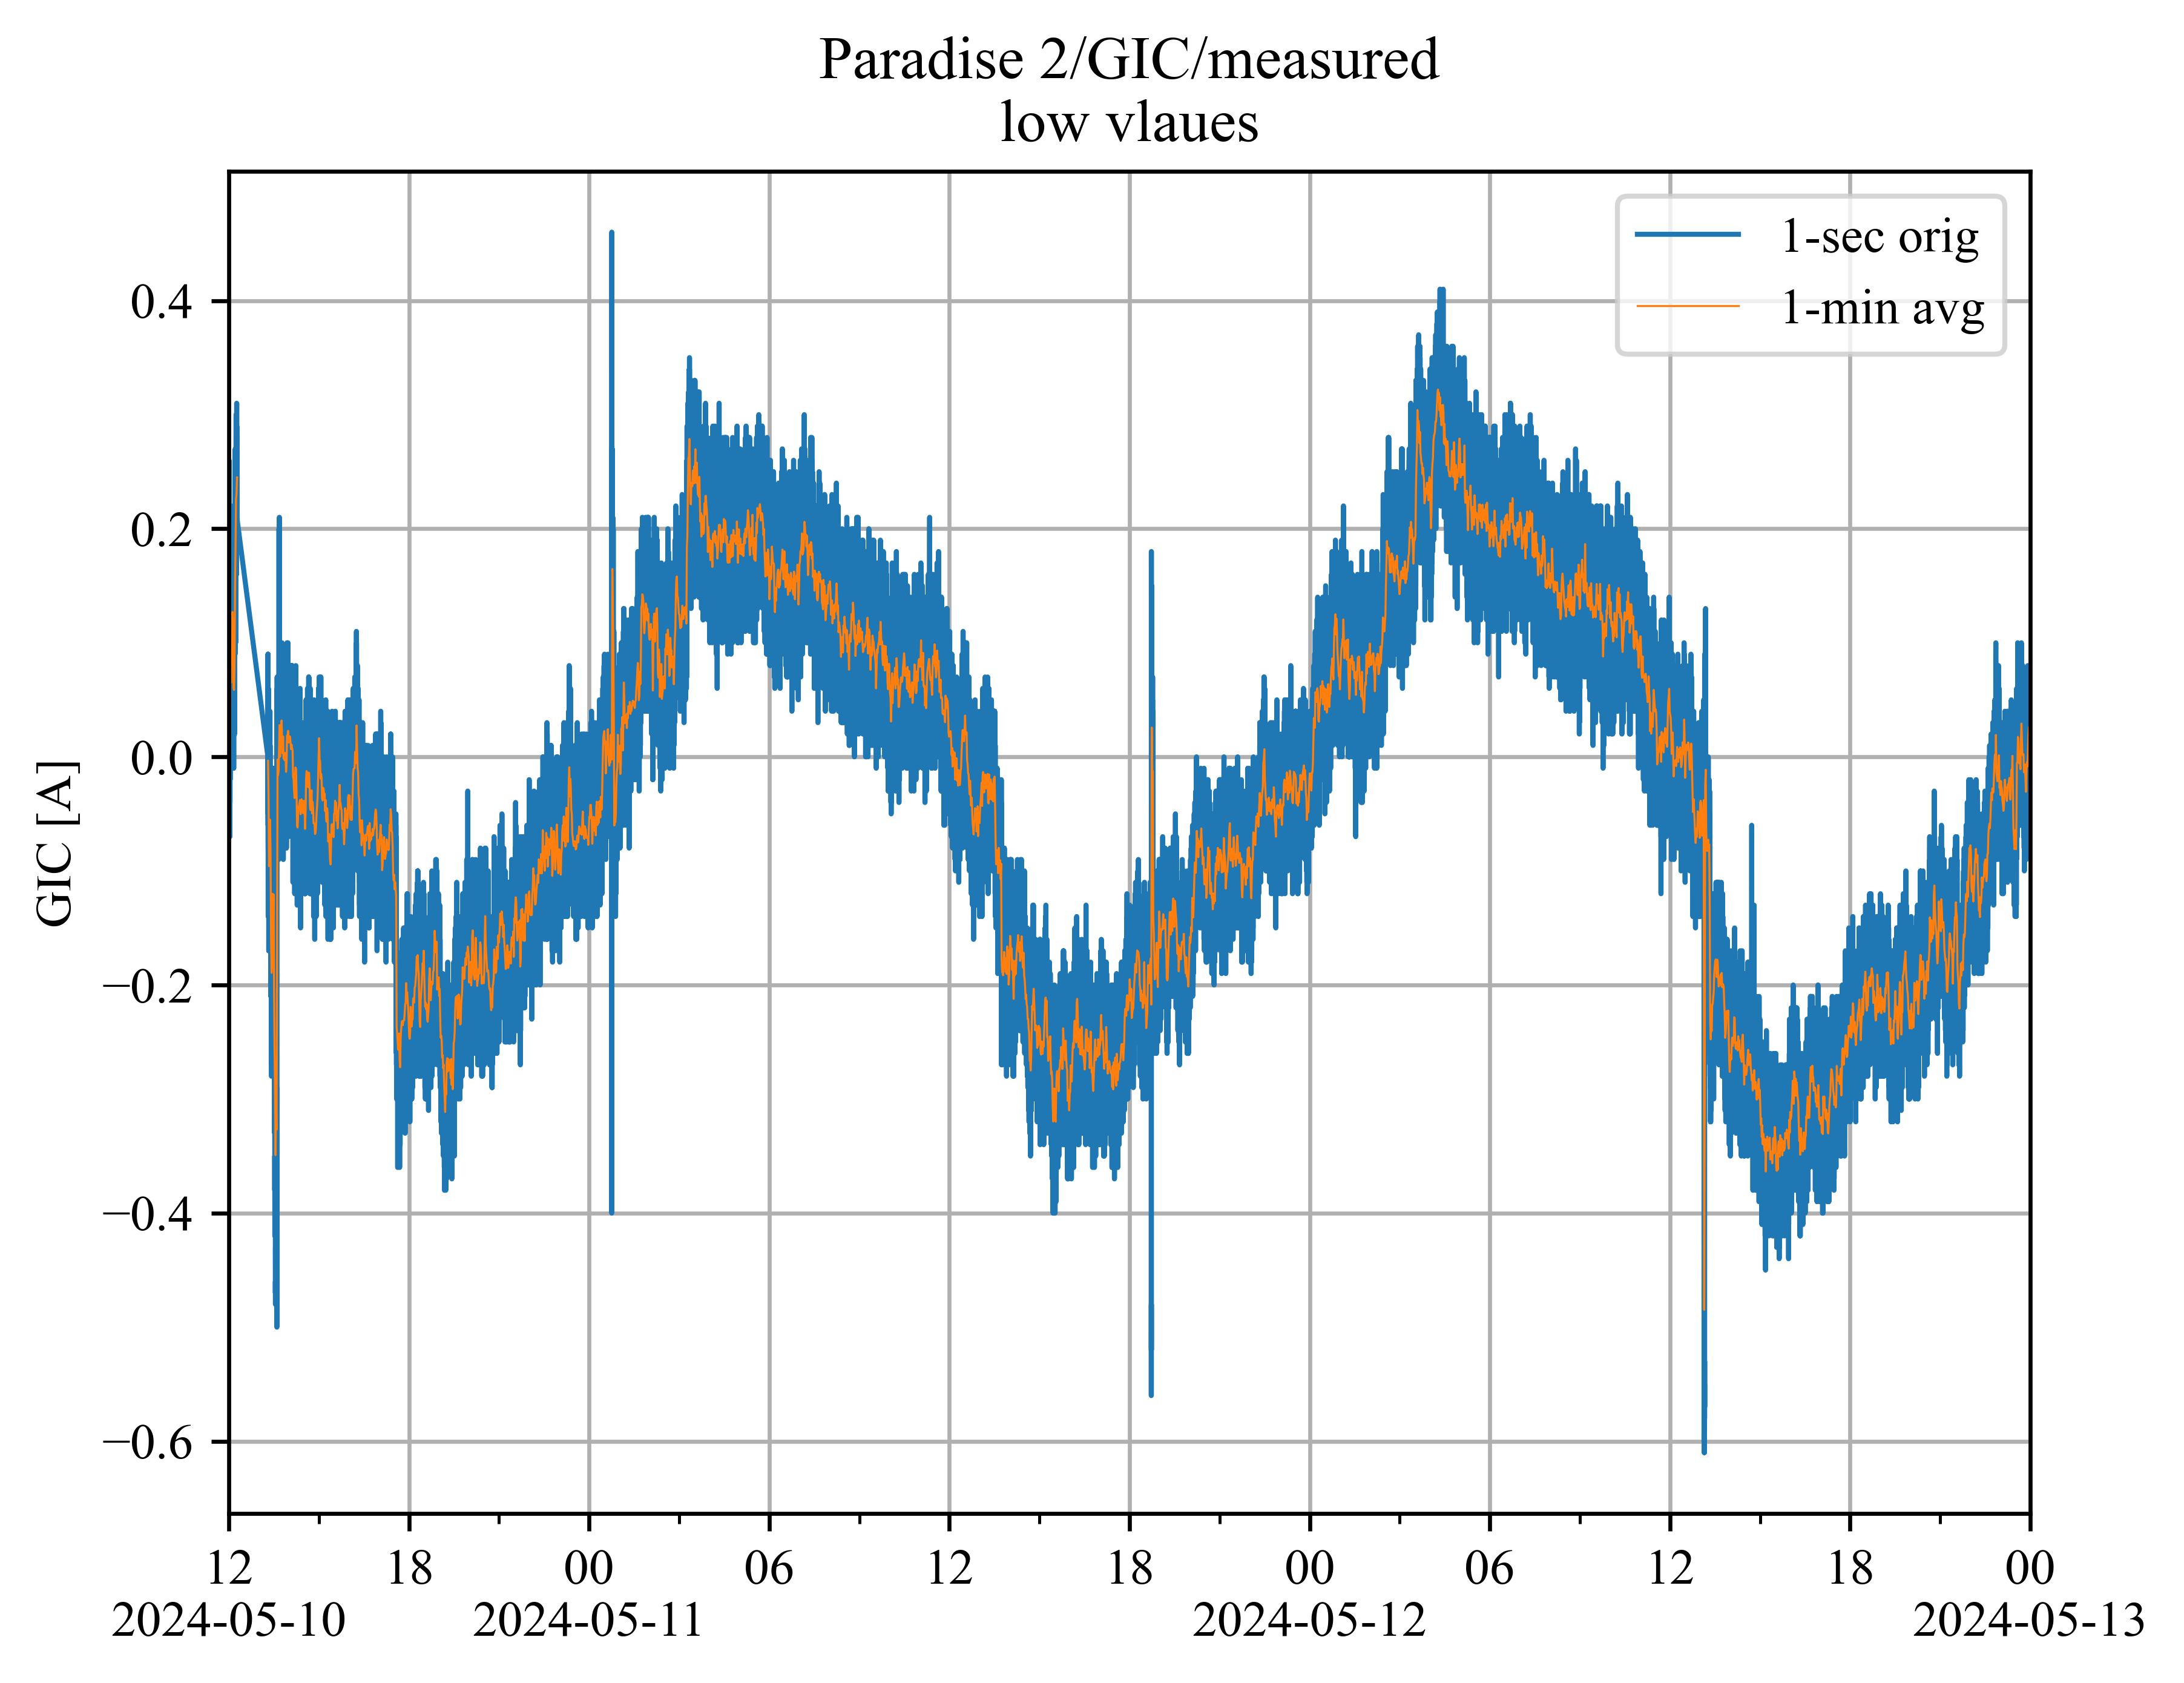 Paradise 2/GIC/measured
low vlaues
1-sec orig
1-min avg
GIC [A]
0.4
0.2
0.0
−0.2
−0.4
−0.6
12 18 00 06 12 18 00 06 12 18 00
2024-05-10 2024-05-11 2024-05-12 2024-05-13